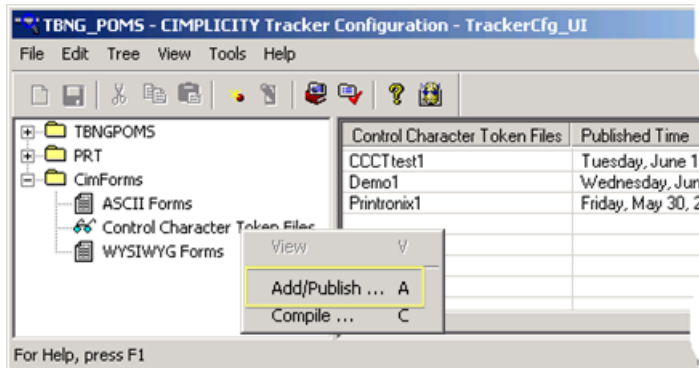 TBNG_POMS - CIMPLICITY Tracker Configuration - TrackerCfg_UI
File Edit Tree View Tools Help
TBNGPOMS
PRT
CimForms
ASCII Forms
Control Character Token Files
WYSIWYG Forms
Control Character Token Files Published Time
CCCTtest1 Tuesday, June 1
Demo1 Wednesday, Jun
Printronix1 Friday, May 30, 2
View V
Add/Publish ... A
Compile ... C
For Help, press F1